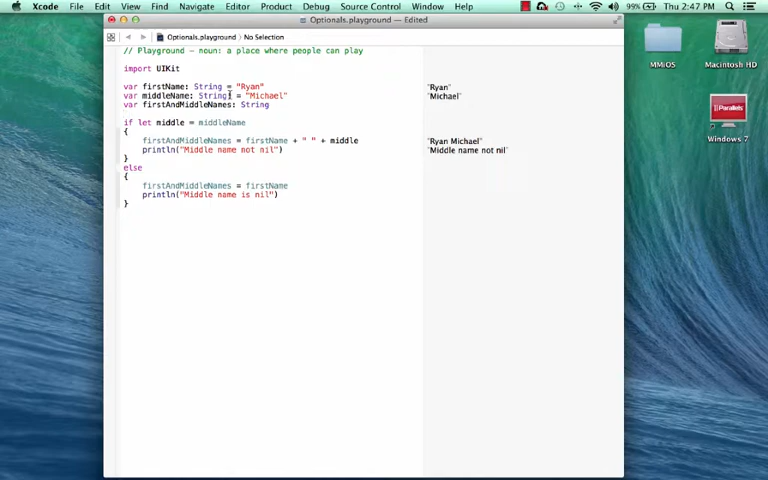 Xcode File Edit View Find Navigate Editor Product Debug Source Control Window Help 99% Thu 2:47 PM
Optionals.playground — Edited
Optionals.playground No Selection
// Playground - noun: a place where people can play
import UIKit
var firstName: String = "Ryan" "Ryan"
var middleName: String = "Michael" "Michael"
var firstAndMiddleNames: String
if let middle = middleName
{
firstAndMiddleNames = firstName + " " + middle "Ryan Michael"
println("Middle name not nil") "Middle name not nil"
}
else
{
firstAndMiddleNames = firstName
println("Middle name is nil")
}
MMiOS
Macintosh HD
|| Parallels
Windows 7